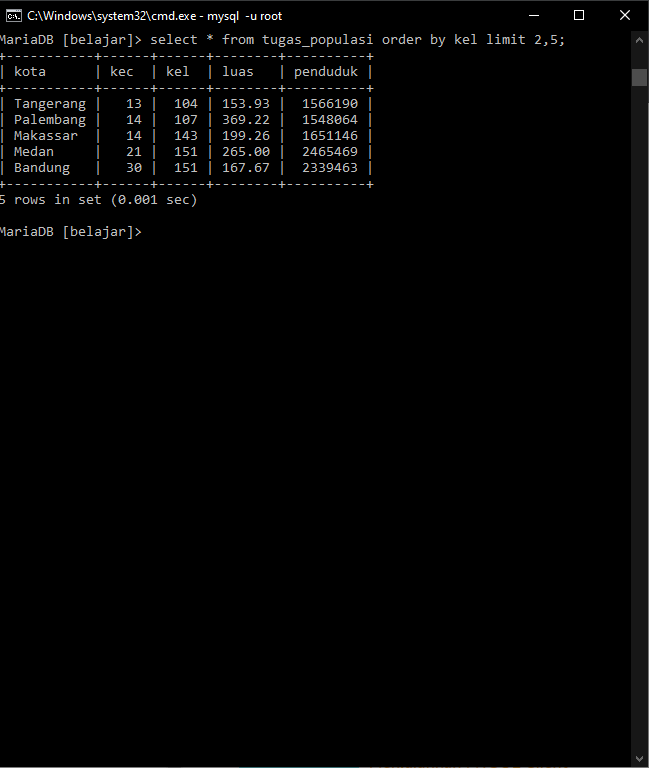 C:\Windows\system32\cmd.exe - mysql -u root
MariaDB [belajar]> select * from tugas_populasi order by kel limit 2,5;
+-----------+------+------+--------+----------+
| kota      | kec  | kel  | luas   | penduduk |
+-----------+------+------+--------+----------+
| Tangerang |   13 |  104 | 153.93 |  1566190 |
| Palembang |   14 |  107 | 369.22 |  1548064 |
| Makassar  |   14 |  143 | 199.26 |  1651146 |
| Medan     |   21 |  151 | 265.00 |  2465469 |
| Bandung   |   30 |  151 | 167.67 |  2339463 |
+-----------+------+------+--------+----------+
5 rows in set (0.001 sec)
MariaDB [belajar]>